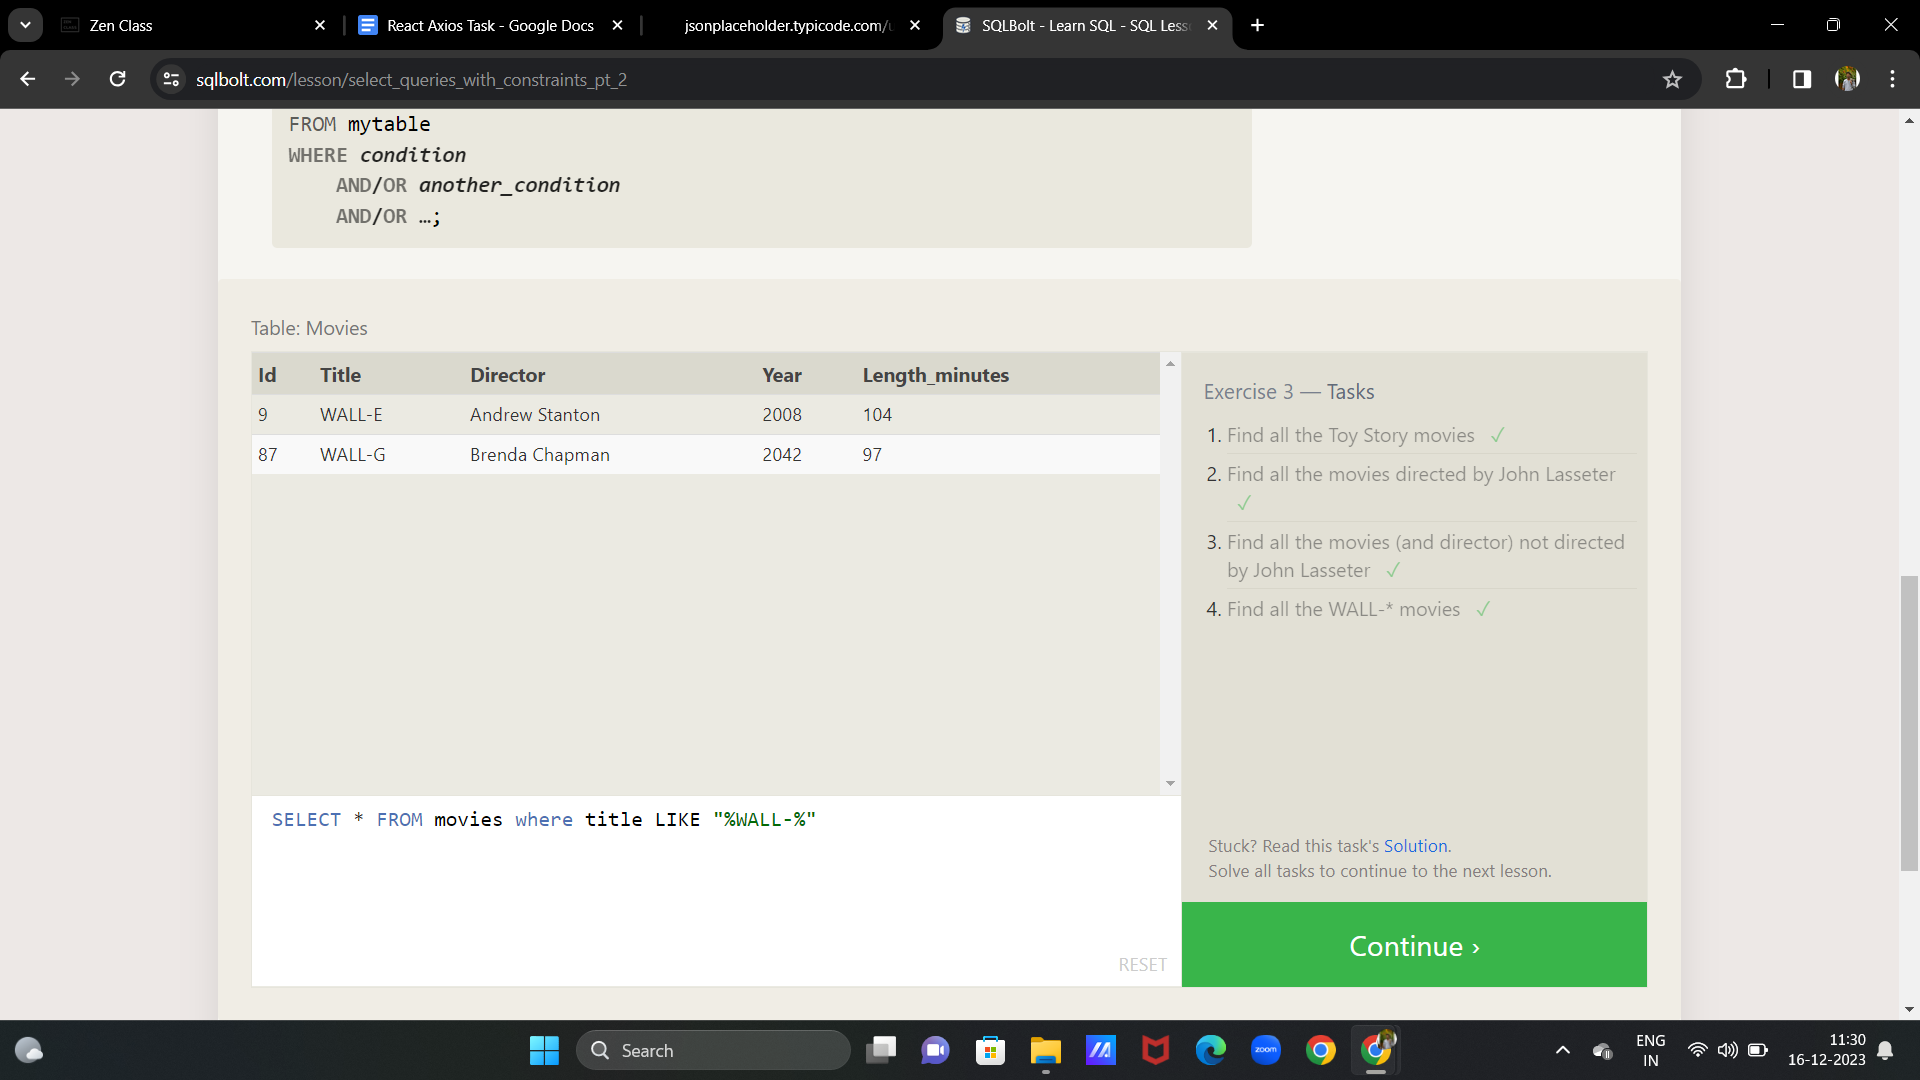 Zen Class
React Axios Task - Google Docs
jsonplaceholder.typicode.com/u
SQLBolt - Learn SQL - SQL Less
sqlbolt.com/lesson/select_queries_with_constraints_pt_2
FROM mytable
WHERE condition
AND/OR another_condition
AND/OR …;
Table: Movies
Id Title Director Year Length_minutes
9 WALL-E Andrew Stanton 2008 104
87 WALL-G Brenda Chapman 2042 97
Exercise 3 — Tasks
1. Find all the Toy Story movies ✓
2. Find all the movies directed by John Lasseter
✓
3. Find all the movies (and director) not directed
by John Lasseter ✓
4. Find all the WALL-* movies ✓
SELECT * FROM movies where title LIKE "%WALL-%"
RESET
Stuck? Read this task's Solution.
Solve all tasks to continue to the next lesson.
Continue ›
Search
zoom
ENG
IN
11:30
16-12-2023